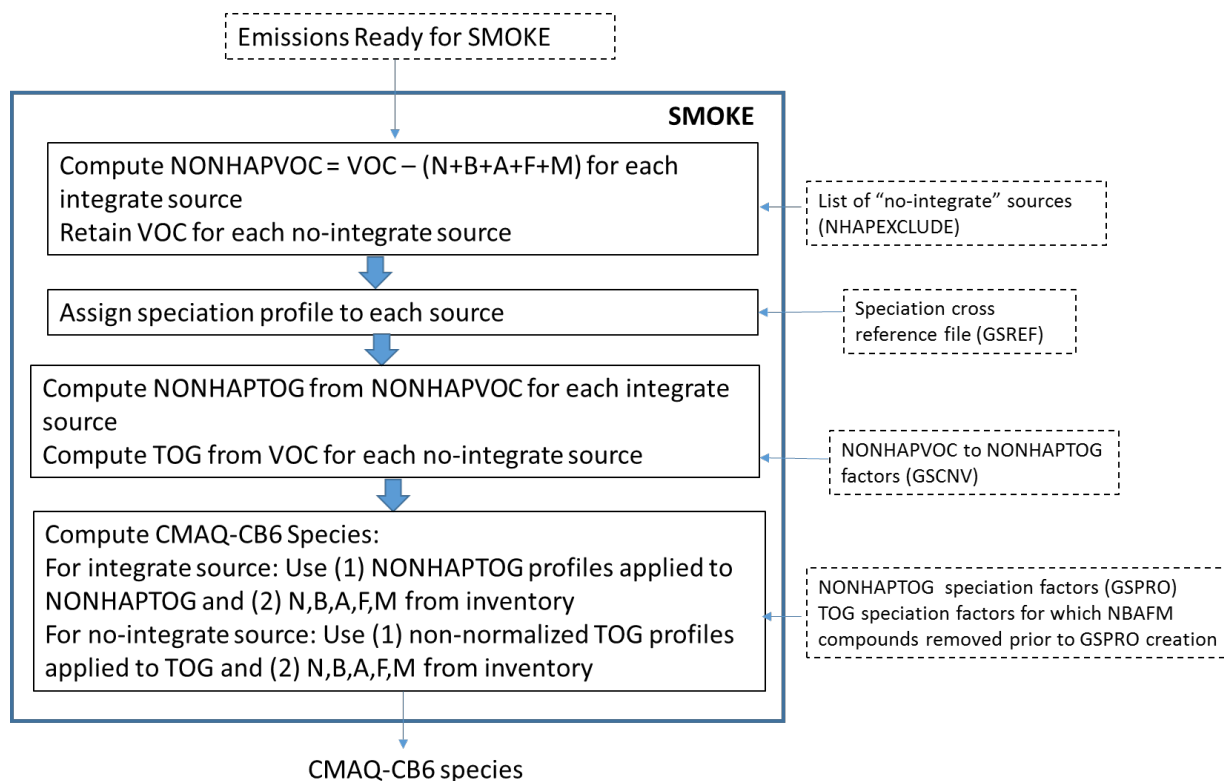 Emissions Ready for SMOKE
SMOKE
Compute NONHAPVOC = VOC – (N+B+A+F+M) for each
integrate source
Retain VOC for each no-integrate source
List of “no-integrate” sources
(NHAPEXCLUDE)
Assign speciation profile to each source
Speciation cross
reference file (GSREF)
Compute NONHAPTOG from NONHAPVOC for each integrate
source
Compute TOG from VOC for each no-integrate source
NONHAPVOC to NONHAPTOG
factors (GSCNV)
Compute CMAQ-CB6 Species:
For integrate source: Use (1) NONHAPTOG profiles applied to
NONHAPTOG and (2) N,B,A,F,M from inventory
For no-integrate source: Use (1) non-normalized TOG profiles
applied to TOG and (2) N,B,A,F,M from inventory
NONHAPTOG speciation factors (GSPRO)
TOG speciation factors for which NBAFM
compounds removed prior to GSPRO creation
CMAQ-CB6 species